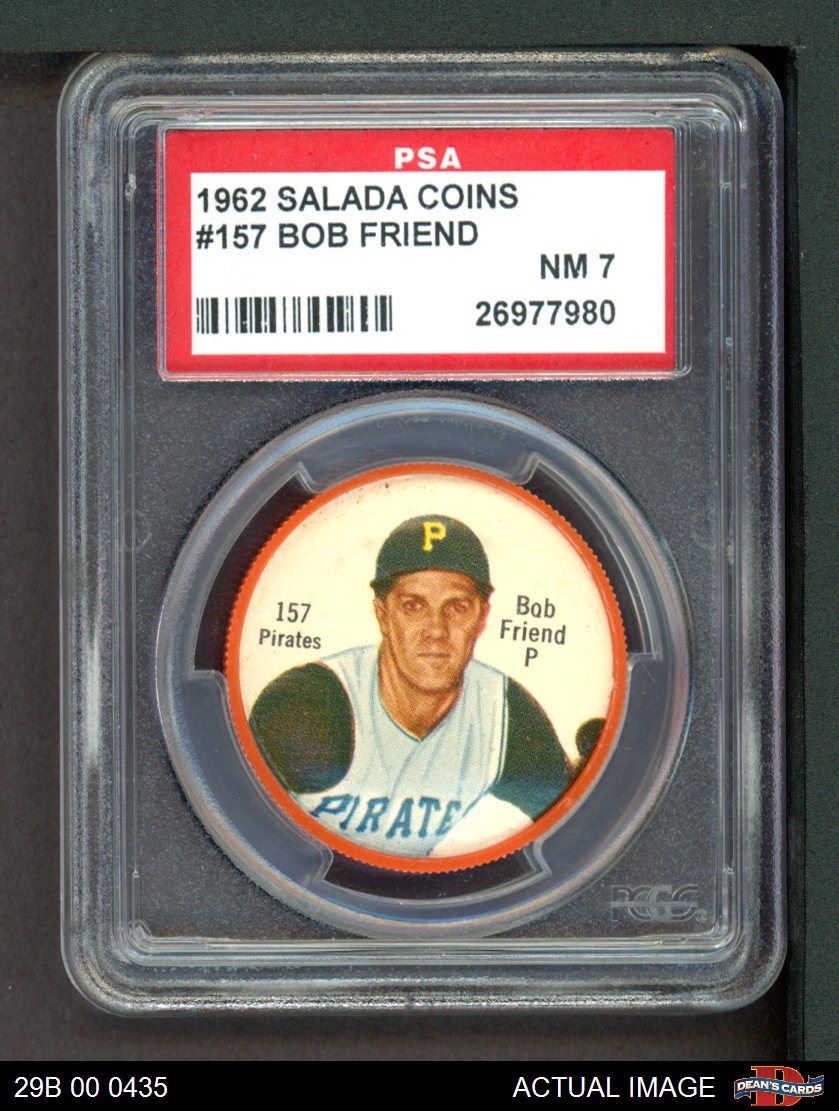 PSA
1962 SALADA COINS
#157 BOB FRIEND
NM 7
26977980
P
157
Pirates
Bob
Friend
P
PIRATE
PCGS
29B 00 0435
ACTUAL IMAGE
D
DEAN'S CARDS